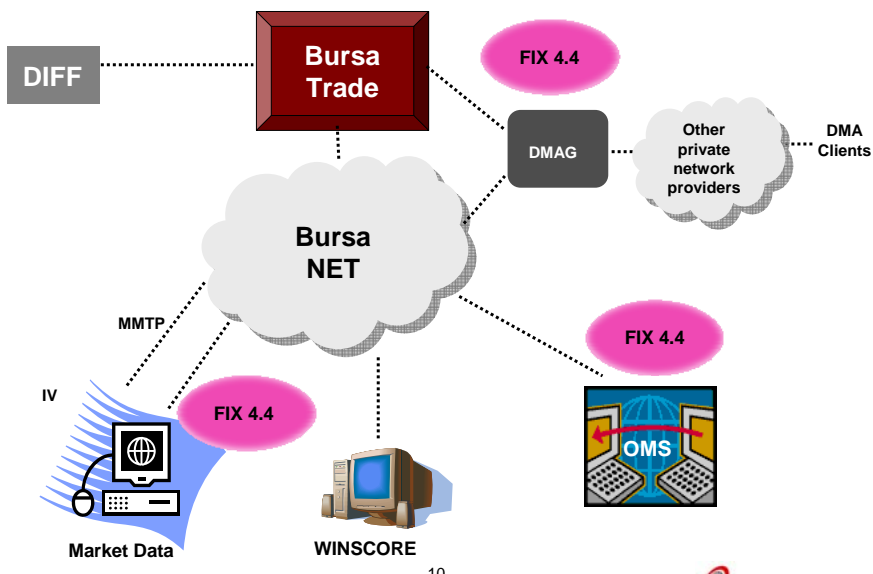 DIFF
Bursa
Trade
FIX 4.4
DMAG
Other
private
network
providers
DMA
Clients
Bursa
NET
MMTP
FIX 4.4
IV
FIX 4.4
OMS
Market Data
WINSCORE
10